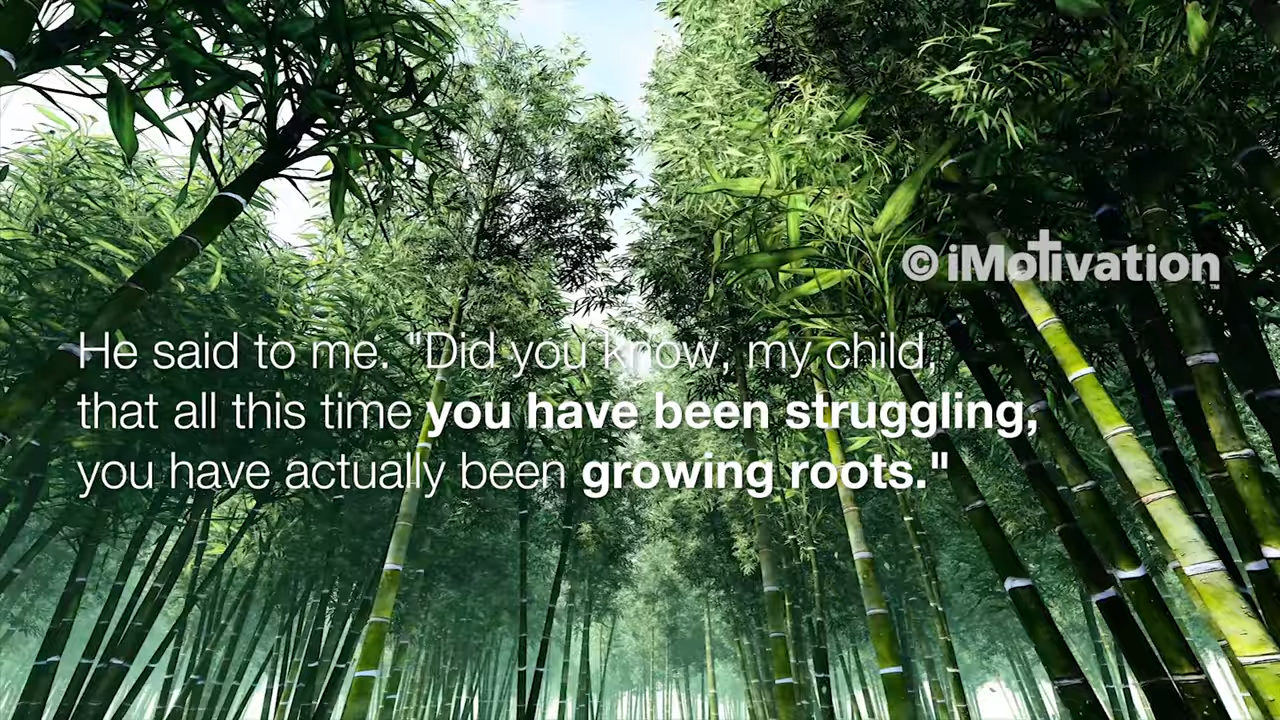 © iMotivation™
He said to me. "Did you know, my child,
that all this time you have been struggling,
you have actually been growing roots."